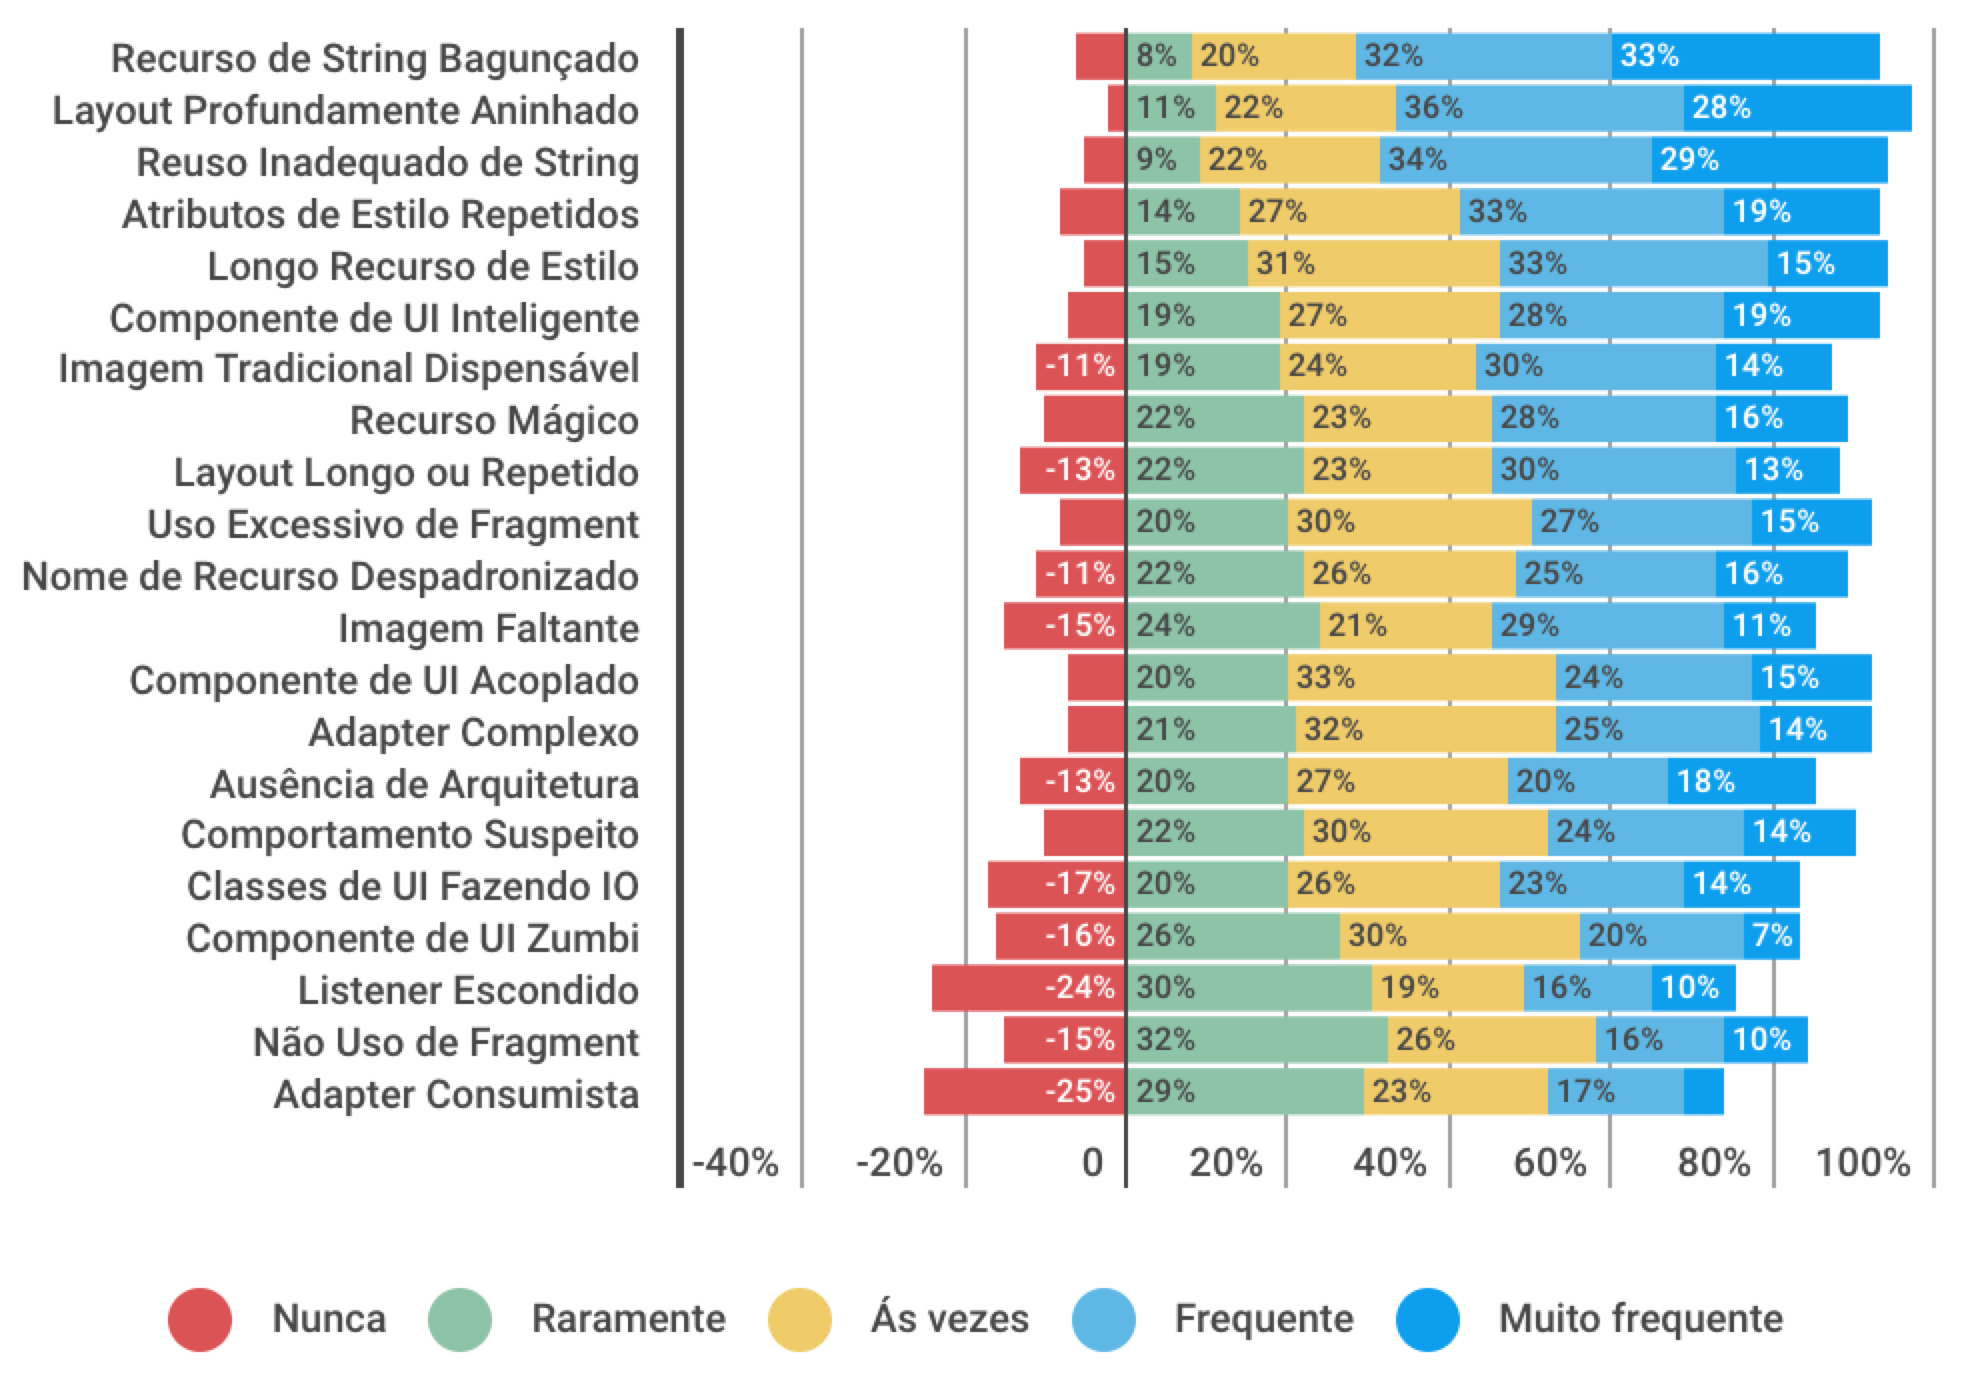 Recurso de String Bagunçado 8% 20% 32% 33%
Layout Profundamente Aninhado 11% 22% 36% 28%
Reuso Inadequado de String 9% 22% 34% 29%
Atributos de Estilo Repetidos 14% 27% 33% 19%
Longo Recurso de Estilo 15% 31% 33% 15%
Componente de UI Inteligente 19% 27% 28% 19%
Imagem Tradicional Dispensável -11% 19% 24% 30% 14%
Recurso Mágico 22% 23% 28% 16%
Layout Longo ou Repetido -13% 22% 23% 30% 13%
Uso Excessivo de Fragment 20% 30% 27% 15%
Nome de Recurso Despadronizado -11% 22% 26% 25% 16%
Imagem Faltante -15% 24% 21% 29% 11%
Componente de UI Acoplado 20% 33% 24% 15%
Adapter Complexo 21% 32% 25% 14%
Ausência de Arquitetura -13% 20% 27% 20% 18%
Comportamento Suspeito 22% 30% 24% 14%
Classes de UI Fazendo IO -17% 20% 26% 23% 14%
Componente de UI Zumbi -16% 26% 30% 20% 7%
Listener Escondido -24% 30% 19% 16% 10%
Não Uso de Fragment -15% 32% 26% 16% 10%
Adapter Consumista -25% 29% 23% 17%
-40% -20% 0 20% 40% 60% 80% 100%
Nunca Raramente Ás vezes Frequente Muito frequente